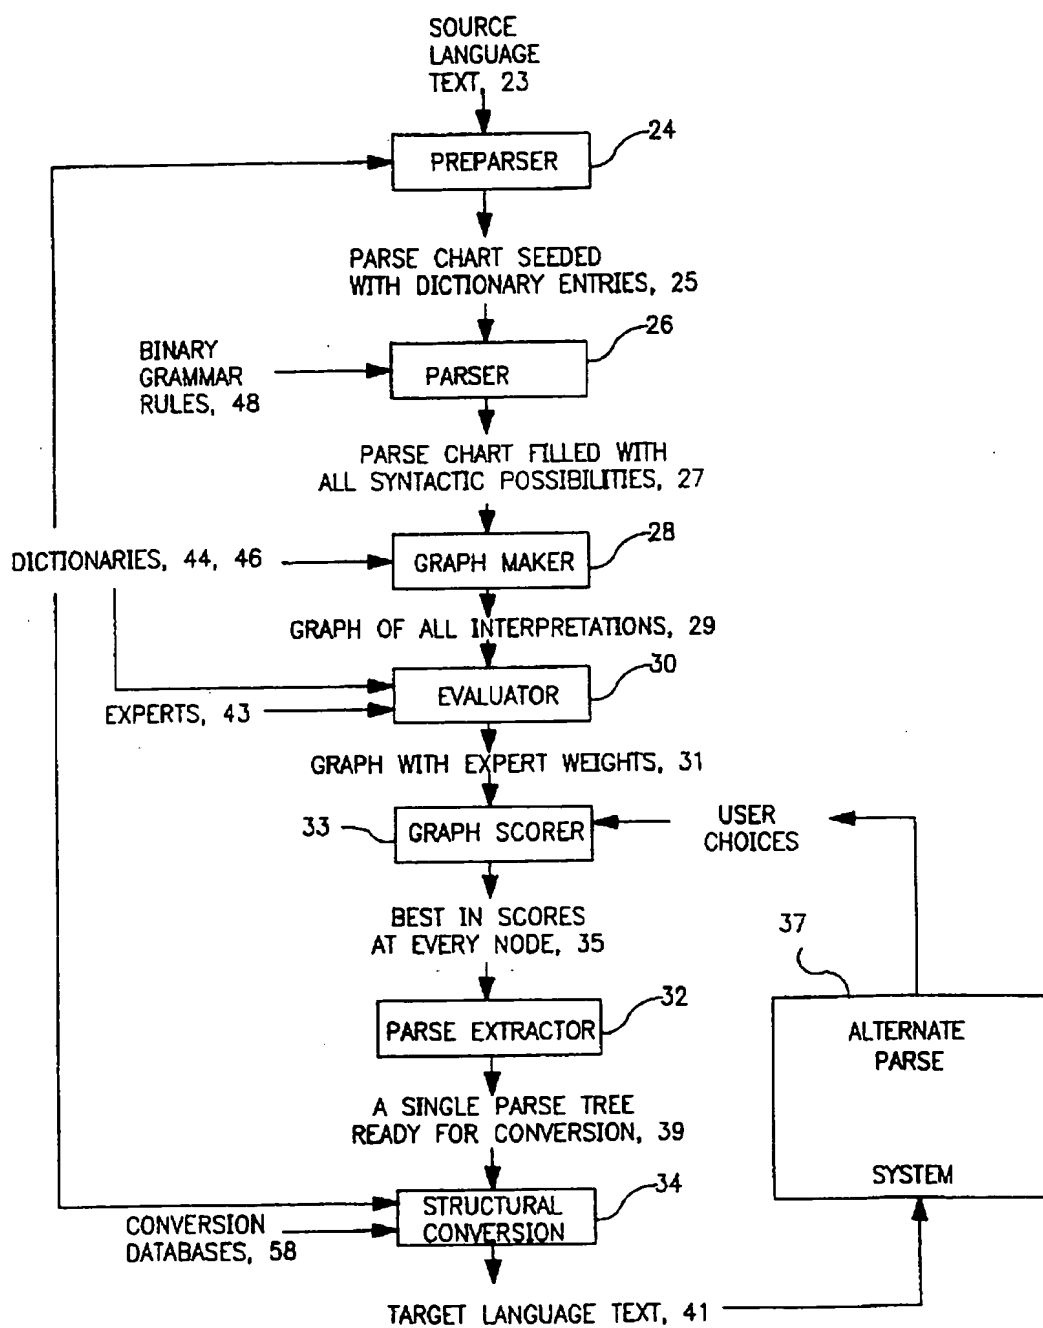 SOURCE
LANGUAGE
TEXT, 23
24
PREPARSER
PARSE CHART SEEDED
WITH DICTIONARY ENTRIES, 25
26
BINARY
GRAMMAR
RULES, 48
PARSER
PARSE CHART FILLED WITH
ALL SYNTACTIC POSSIBILITIES, 27
28
DICTIONARIES, 44, 46
GRAPH MAKER
GRAPH OF ALL INTERPRETATIONS, 29
30
EVALUATOR
EXPERTS, 43
GRAPH WITH EXPERT WEIGHTS, 31
33
GRAPH SCORER
USER
CHOICES
BEST IN SCORES
AT EVERY NODE, 35
37
32
PARSE EXTRACTOR
ALTERNATE
PARSE
SYSTEM
A SINGLE PARSE TREE
READY FOR CONVERSION, 39
34
STRUCTURAL
CONVERSION
CONVERSION
DATABASES, 58
TARGET LANGUAGE TEXT, 41